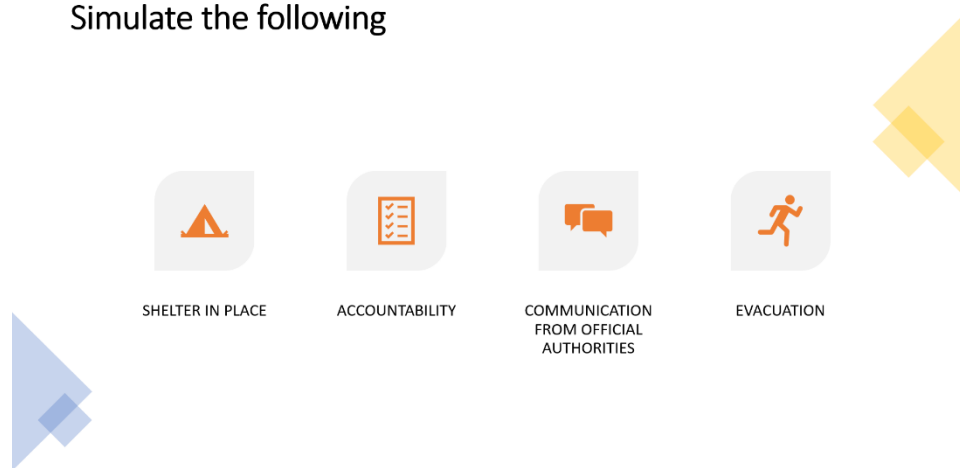 Simulate the following
SHELTER IN PLACE
ACCOUNTABILITY
COMMUNICATION
FROM OFFICIAL
AUTHORITIES
EVACUATION